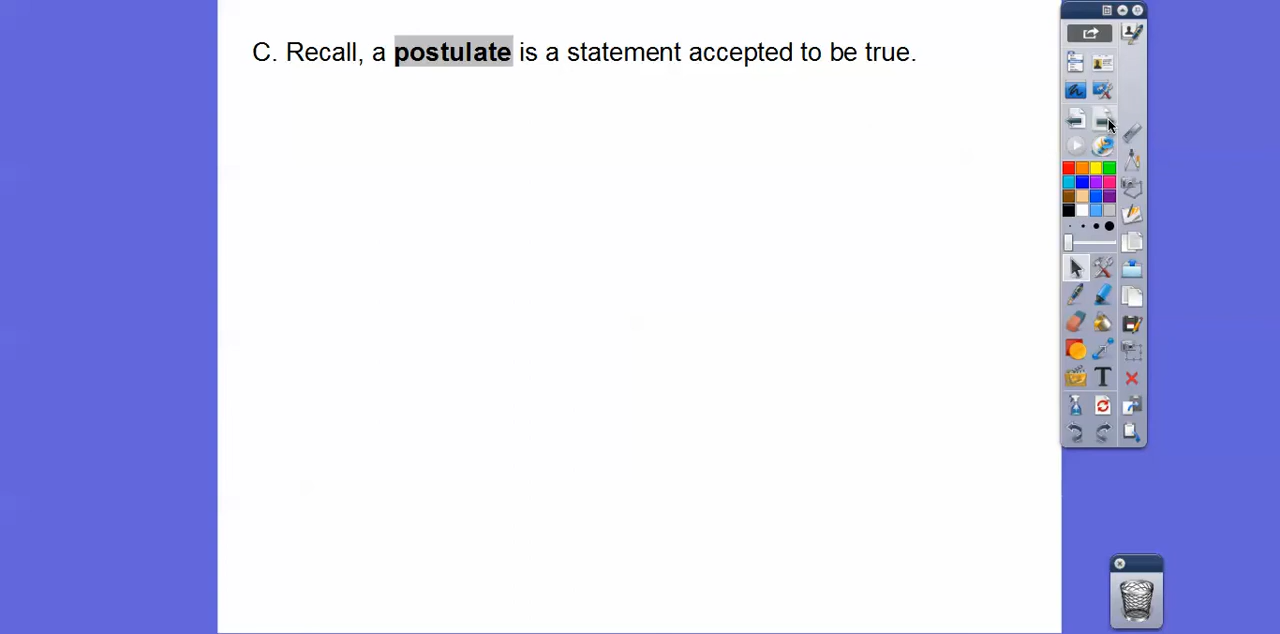 C. Recall, a postulate is a statement accepted to be true.